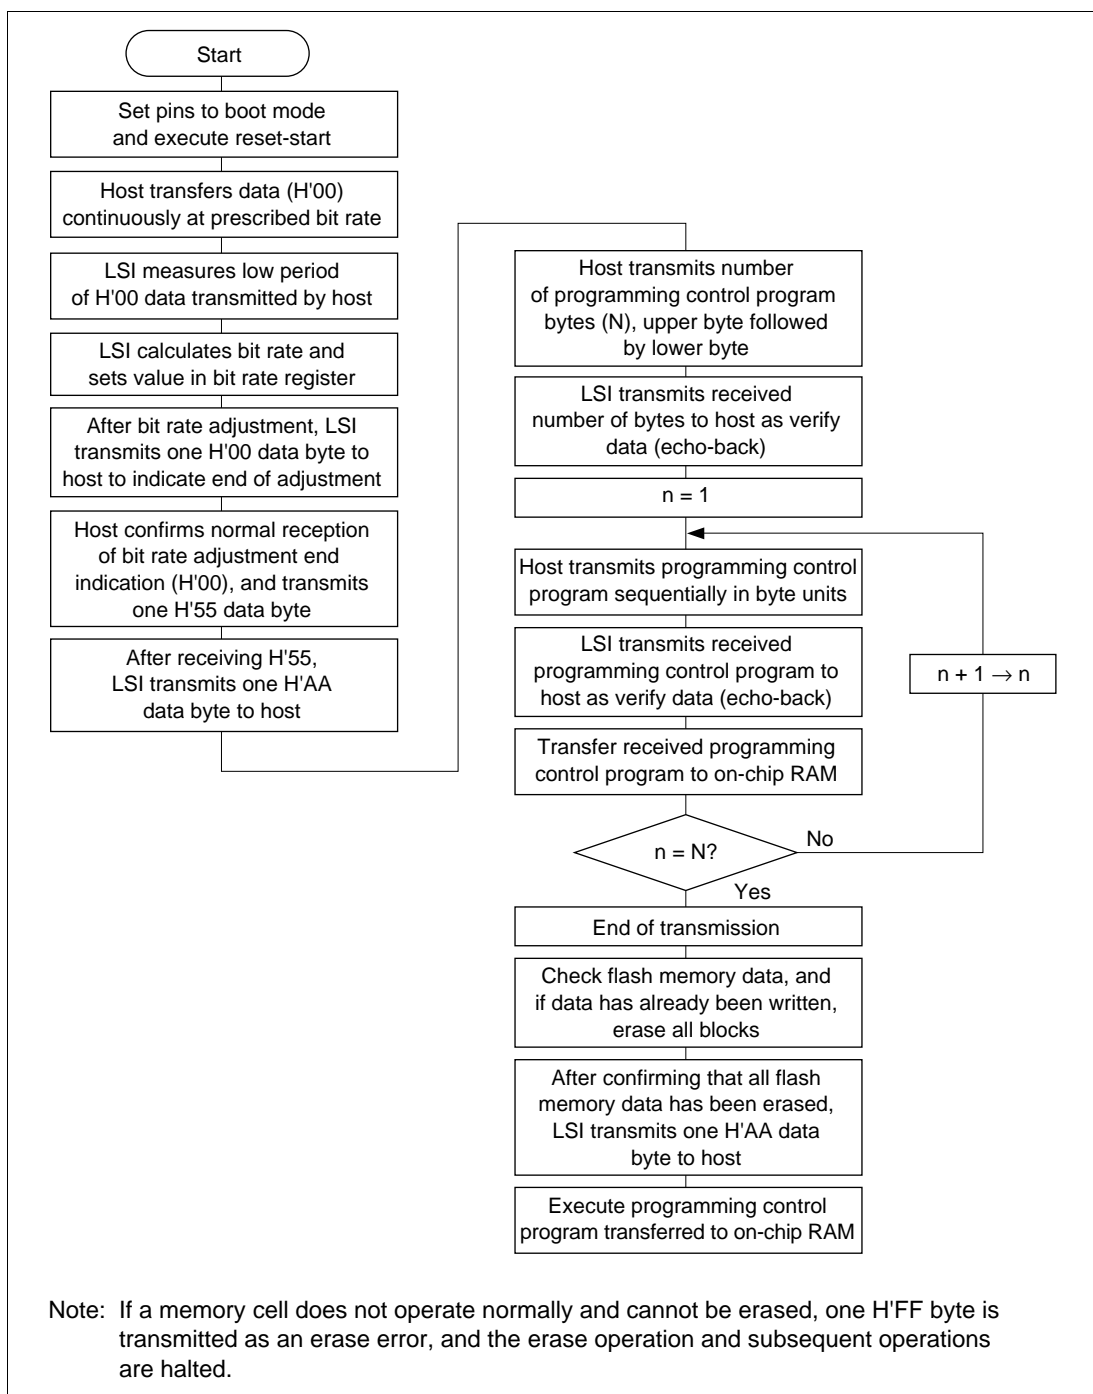 Start
Set pins to boot mode
and execute reset-start
Host transfers data (H'00)
continuously at prescribed bit rate
LSI measures low period
of H'00 data transmitted by host
LSI calculates bit rate and
sets value in bit rate register
After bit rate adjustment, LSI
transmits one H'00 data byte to
host to indicate end of adjustment
Host confirms normal reception
of bit rate adjustment end
indication (H'00), and transmits
one H'55 data byte
After receiving H'55,
LSI transmits one H'AA
data byte to host
Host transmits number
of programming control program
bytes (N), upper byte followed
by lower byte
LSI transmits received
number of bytes to host as verify
data (echo-back)
n = 1
Host transmits programming control
program sequentially in byte units
LSI transmits received
programming control program to
host as verify data (echo-back)
n + 1 → n
Transfer received programming
control program to on-chip RAM
n = N?
No
Yes
End of transmission
Check flash memory data, and
if data has already been written,
erase all blocks
After confirming that all flash
memory data has been erased,
LSI transmits one H'AA data
byte to host
Execute programming control
program transferred to on-chip RAM
Note: If a memory cell does not operate normally and cannot be erased, one H'FF byte is
transmitted as an erase error, and the erase operation and subsequent operations
are halted.